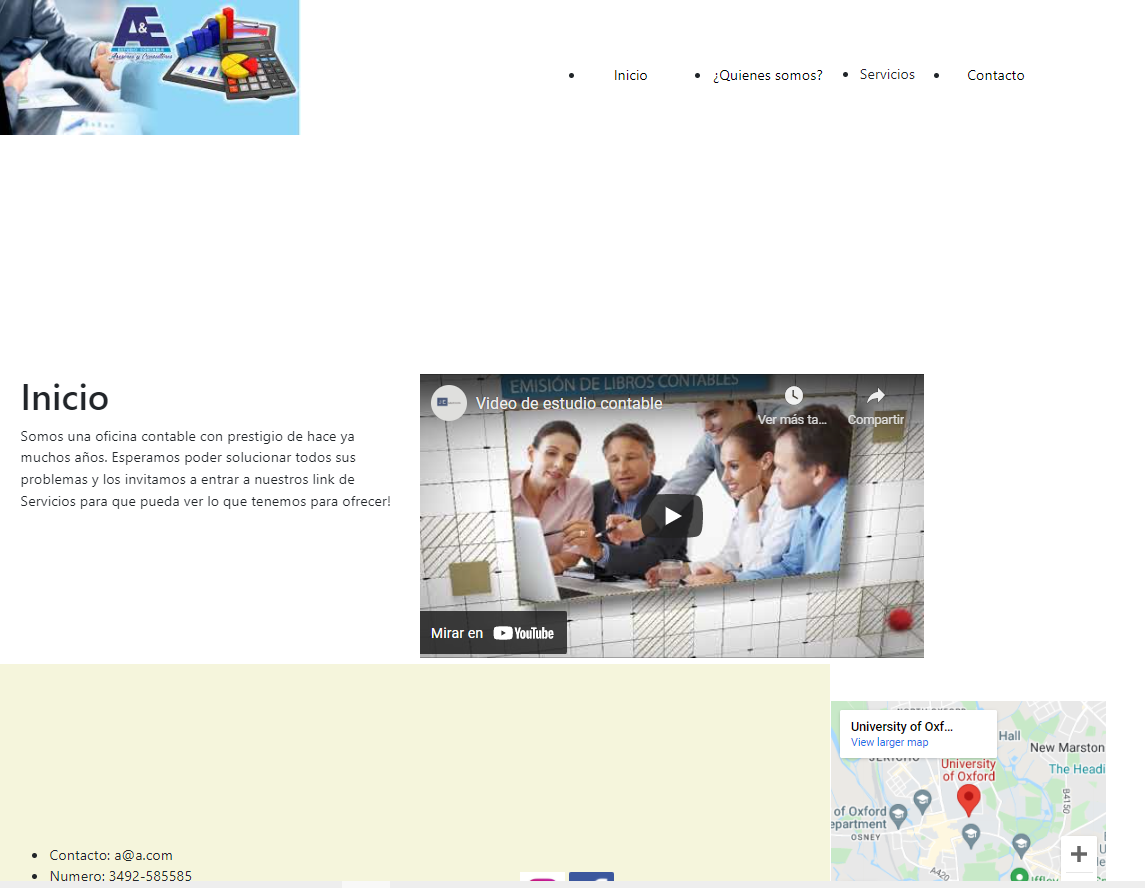 A&E
ESTUDIO CONTABLE
Asesores y Consultores
Inicio
¿Quienes somos?
Servicios
Contacto
Inicio
Somos una oficina contable con prestigio de hace ya
muchos años. Esperamos poder solucionar todos sus
problemas y los invitamos a entrar a nuestros link de
Servicios para que pueda ver lo que tenemos para ofrecer!
EMISIÓN DE LIBROS CONTABLES
Video de estudio contable
Ver más ta...
Compartir
Mirar en YouTube
University of Oxf...
View larger map
Hall
New Marston
JERICHO
The Headi
University
of Oxford
B4150
of Oxford
epartment
OSNEY
A420
Iffley
Contacto: a@a.com
Numero: 3492-585585